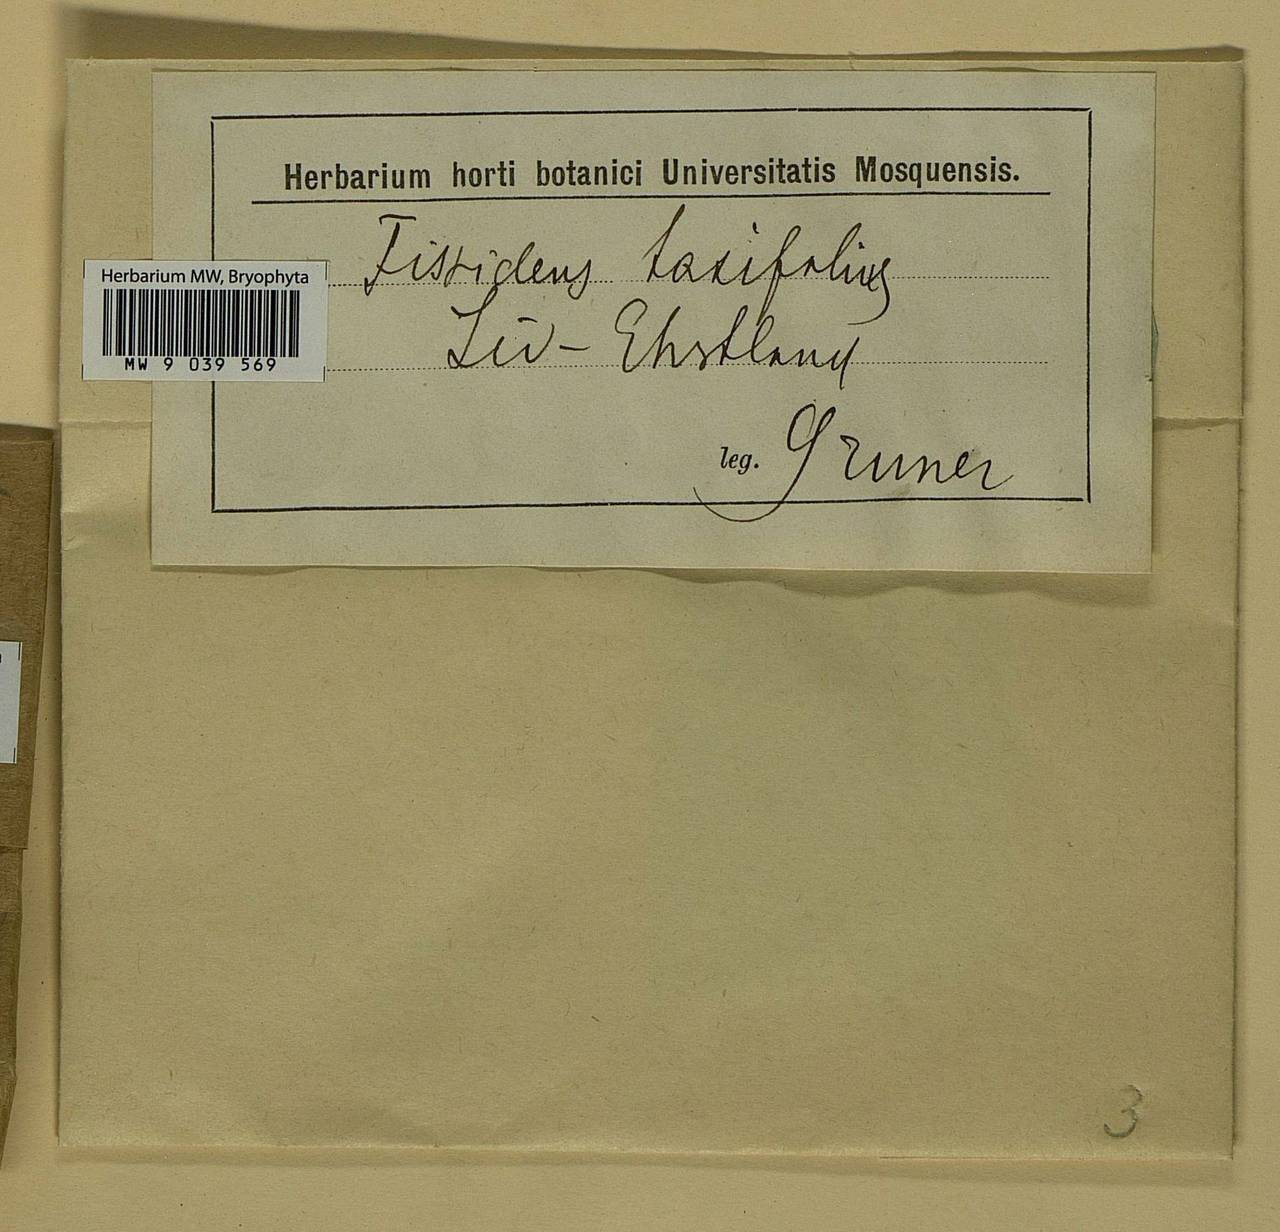 Herbarium horti botanici Universitatis Mosquensis.
Fissidens taxifolius
Liv - Ehstland
leg. Gruner
Herbarium MW, Bryophyta
MW 9 039 569
3